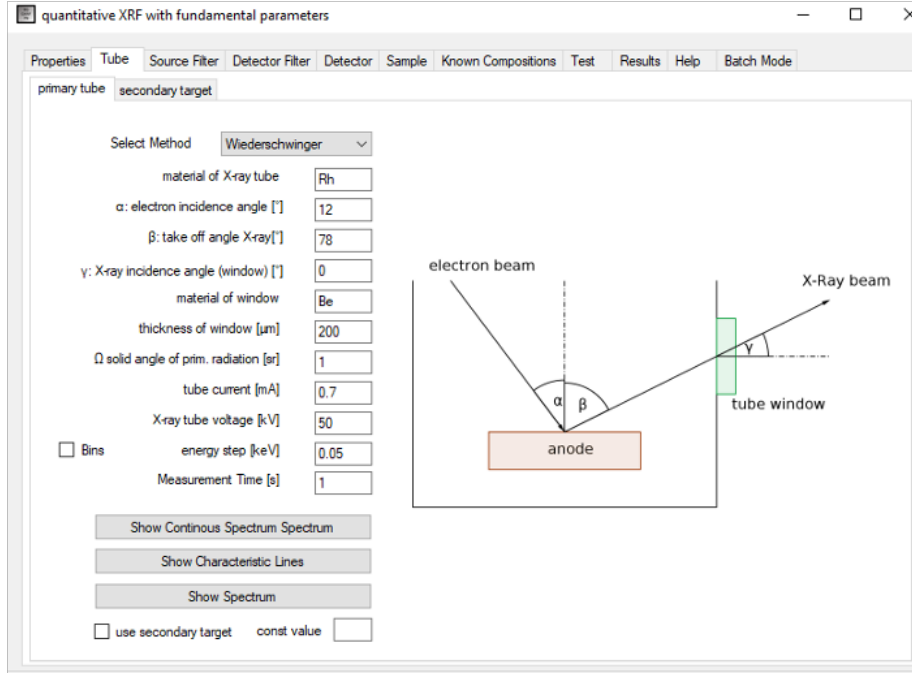 quantitative XRF with fundamental parameters
Properties Tube Source Filter Detector Filter Detector Sample Known Compositions Test Results Help Batch Mode
primary tube secondary target
Select Method Wiederschwinger
material of X-ray tube Rh
α: electron incidence angle [°] 12
β: take off angle X-ray[°] 78
γ: X-ray incidence angle (window) [°] 0
material of window Be
thickness of window [µm] 200
Ω solid angle of prim. radiation [sr] 1
tube current [mA] 0.7
X-ray tube voltage [kV] 50
Bins energy step [keV] 0.05
Measurement Time [s] 1
Show Continous Spectrum Spectrum
Show Characteristic Lines
Show Spectrum
use secondary target const value
electron beam
X-Ray beam
γ
α β
tube window
anode